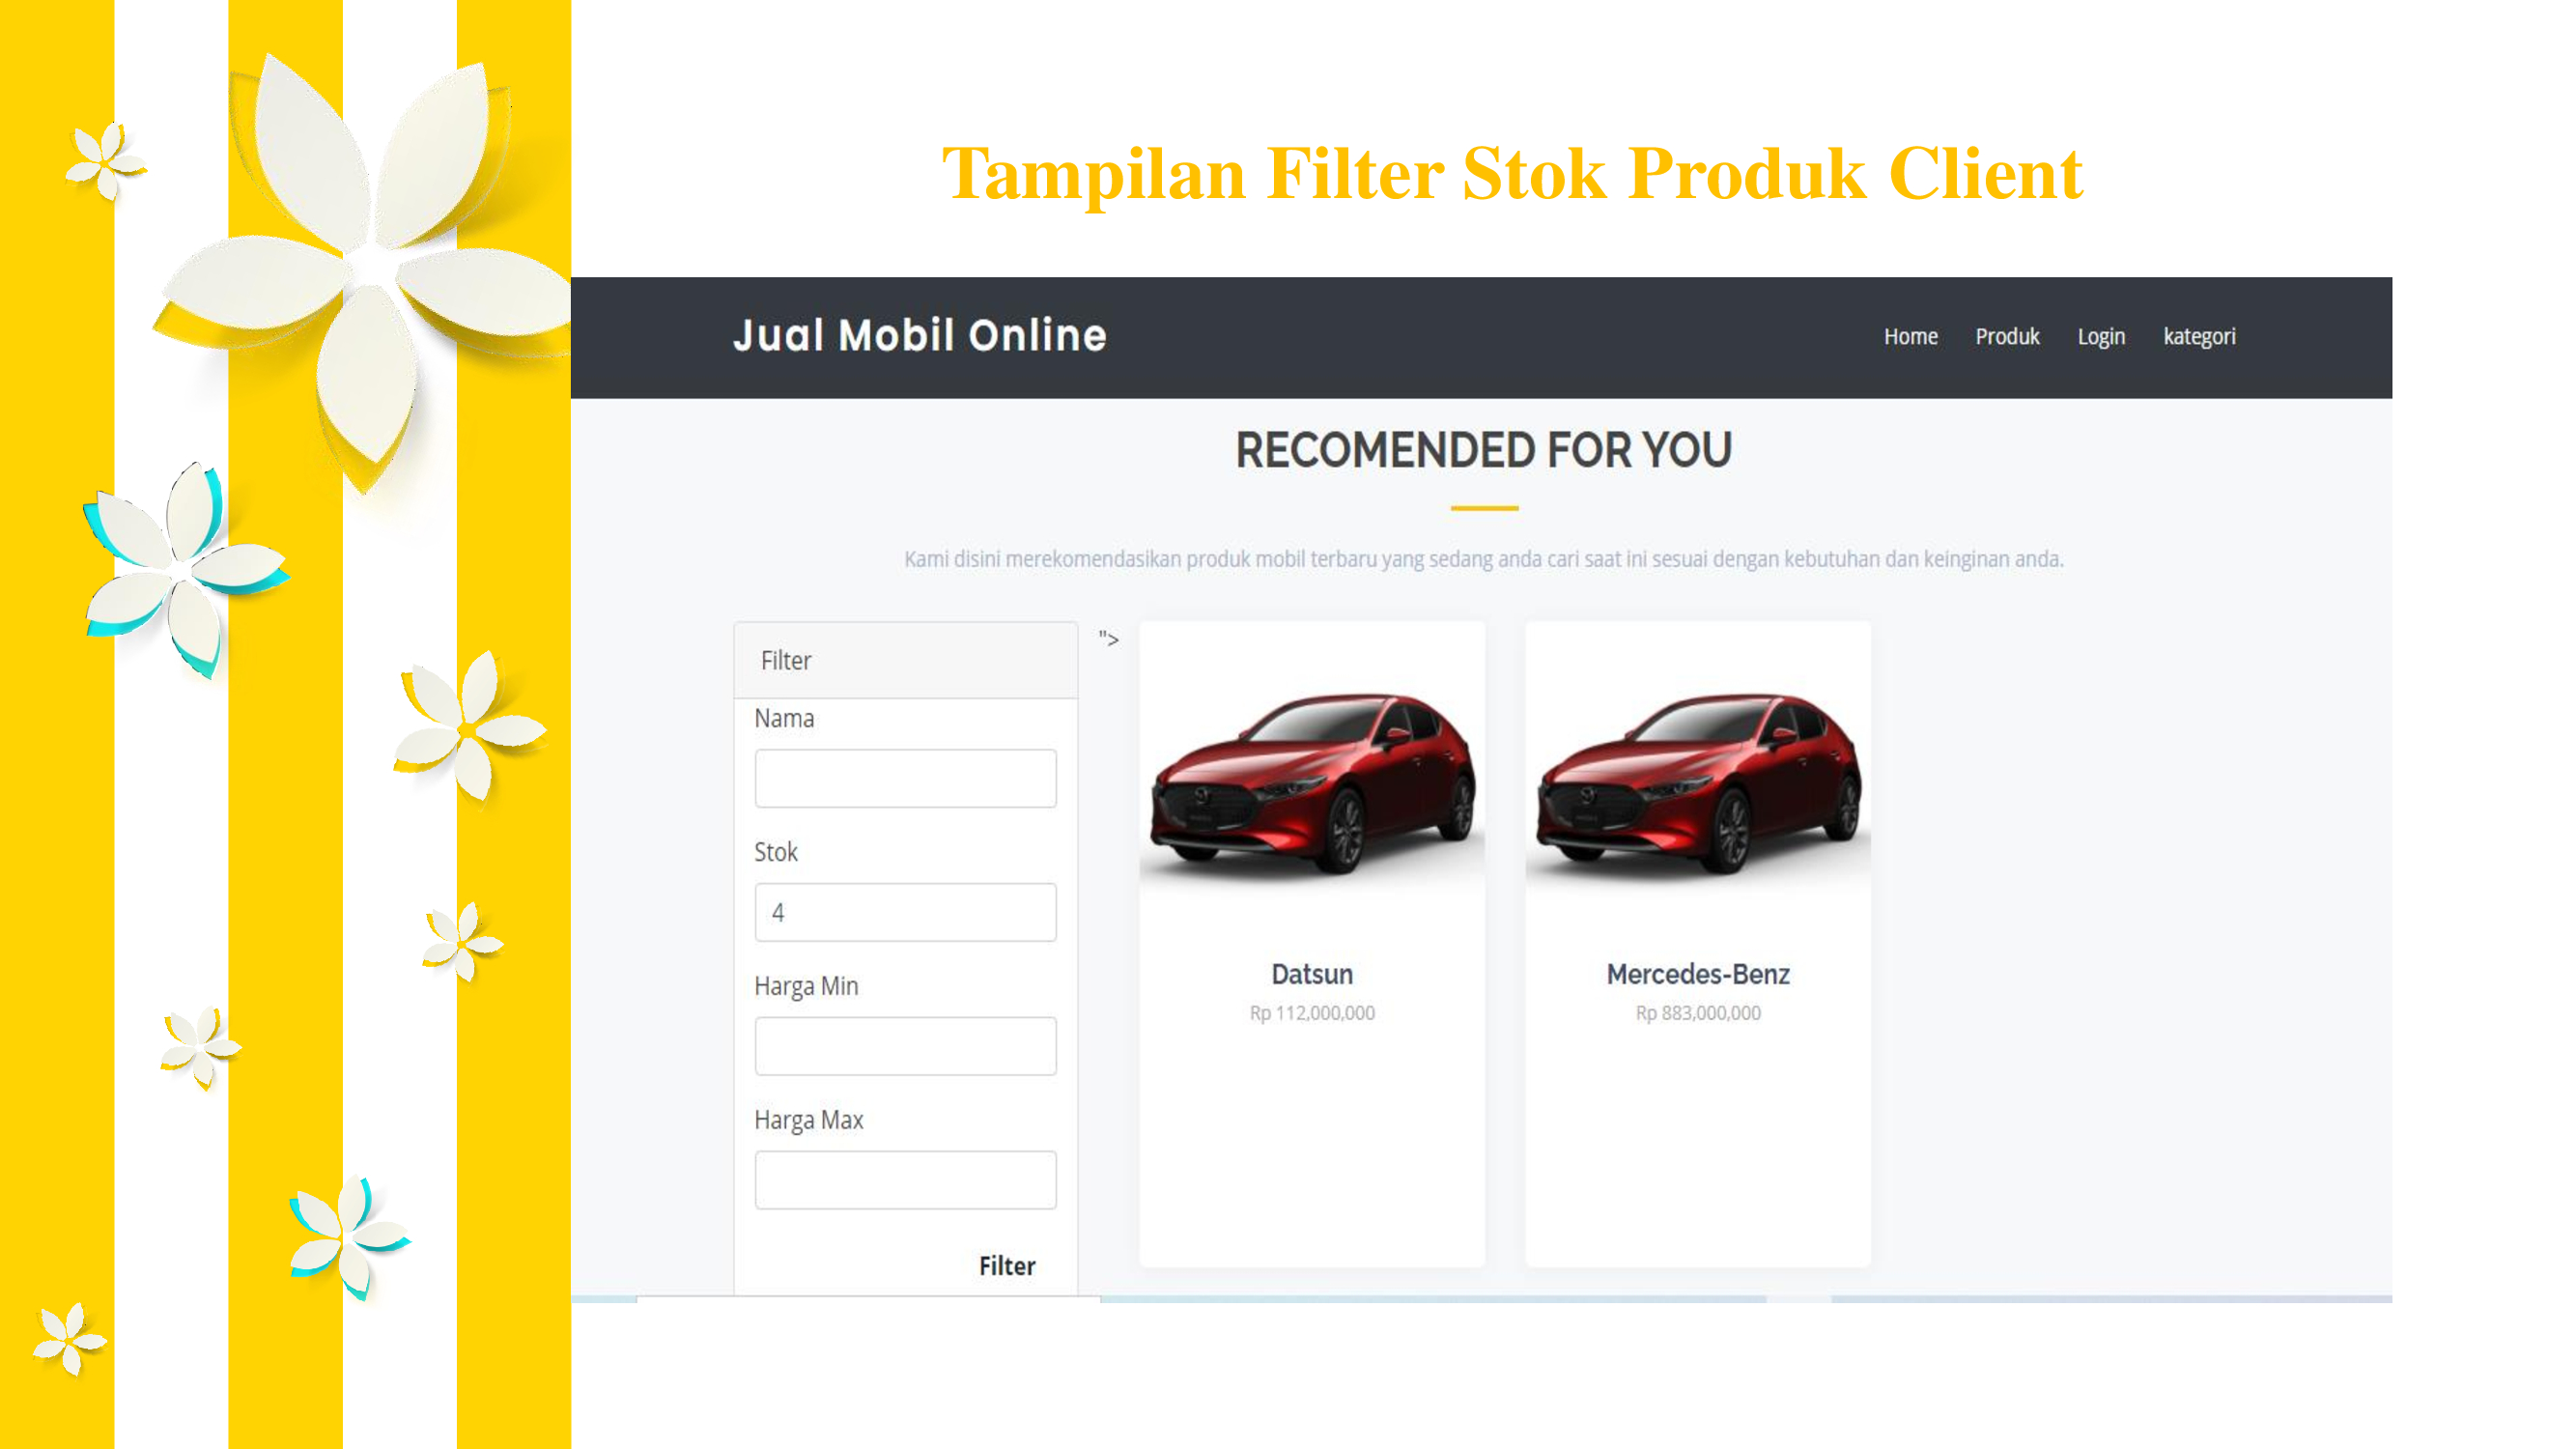 Tampilan Filter Stok Produk Client
Jual Mobil Online
Home Produk Login kategori
RECOMENDED FOR YOU
Kami disini merekomendasikan produk mobil terbaru yang sedang anda cari saat ini sesuai dengan kebutuhan dan keinginan anda.
Filter
">
Nama
Stok
4
Harga Min
Harga Max
Filter
Datsun
Rp 112,000,000
Mercedes-Benz
Rp 883,000,000